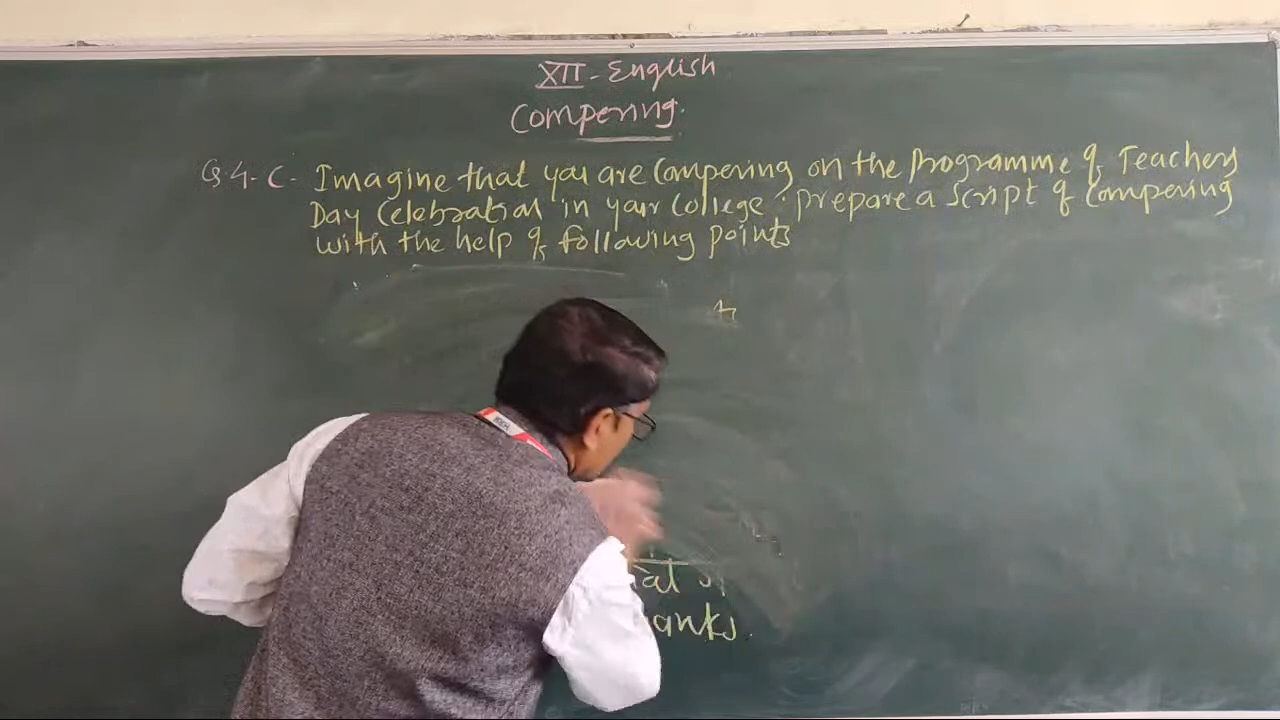 XII - English
Compering.
Q.4. C. Imagine that you are Compering on the Programme of Teachers
Day Celebration in your College. prepare a Script of Compering
with the help of following points